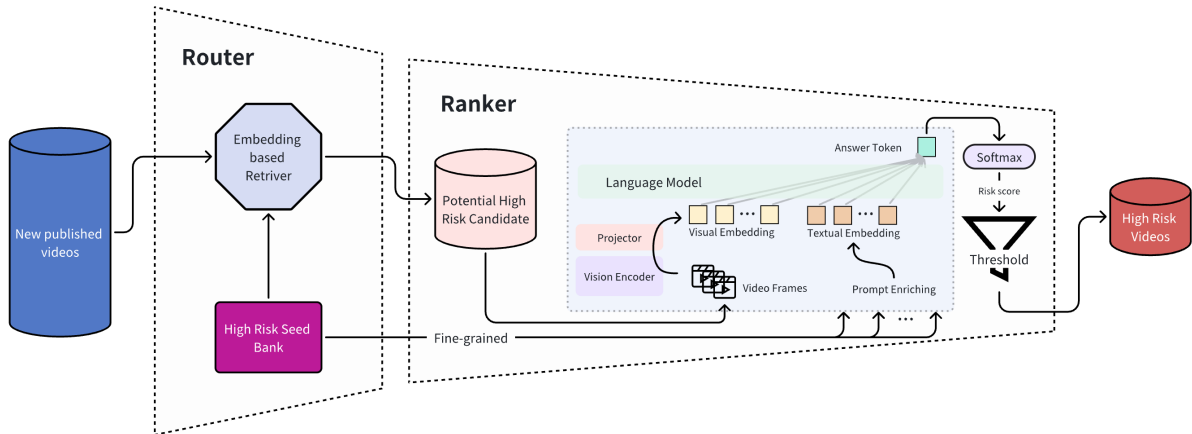 Router
Ranker
New published
videos
Embedding
based
Retriver
High Risk Seed
Bank
Potential High
Risk Candidate
Fine-grained
Answer Token
Language Model
Visual Embedding
Textual Embedding
Projector
Vision Encoder
Video Frames
Prompt Enriching
...
...
...
Softmax
Risk score
Threshold
High Risk
Videos